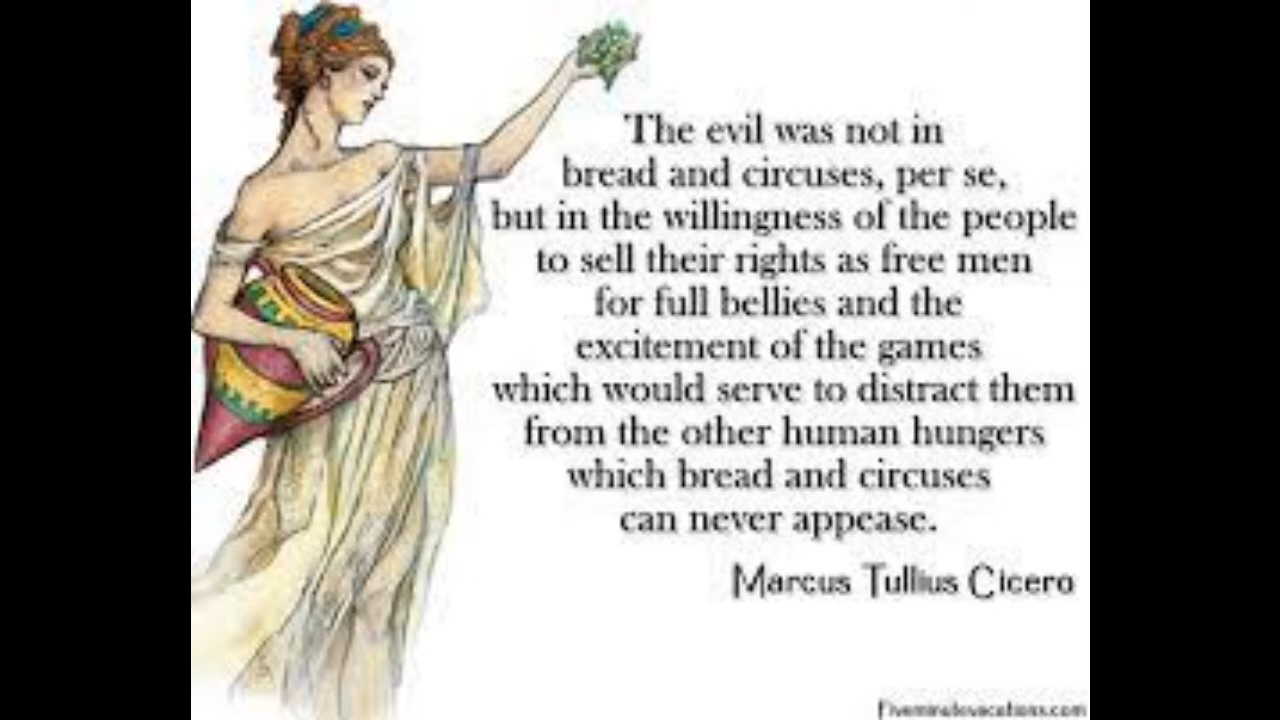 The evil was not in
bread and circuses, per se,
but in the willingness of the people
to sell their rights as free men
for full bellies and the
excitement of the games
which would serve to distract them
from the other human hungers
which bread and circuses
can never appease.
Marcus Tullius Cicero
Fiveminutevacations.com